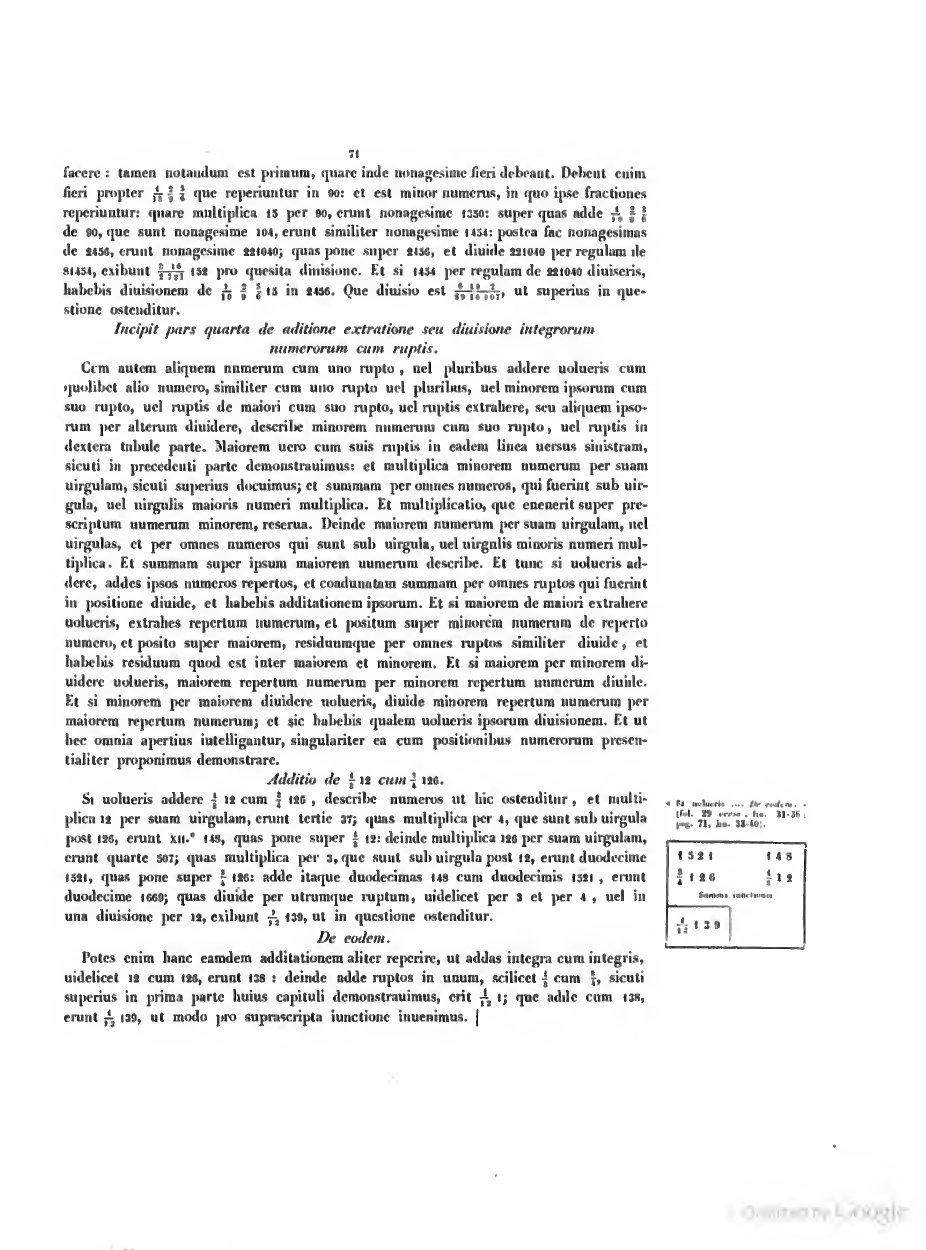 71
facere : tamen notandum est primum, quare inde nonagesime fieri debeant. Debent enim
fieri propter 1/10 2/9 5/6 que reperiuntur in 90: et est minor numerus, in quo ipse fractiones
reperiuntur: quare multiplica 15 per 90, erunt nonagesime 1350: super quas adde
de 90, que sunt nonagesime 104, erunt similiter nonagesime 1454: postea fac nonagesimas
de 2456, erunt nonagesime 221040; quas pone super 2456, et diuide 221040 per regulam de
81454, exibunt 152 pro quesita diuisione. Et si 1454 per regulam de 221040 diuiseris,
habebis diuisionem de 15 in 2456. Que diuisio est , ut superius in que-
stione ostenditur.
Incipit pars quarta de aditione extratione seu diuisione integrorum
numerorum cum ruptis.
Cum autem aliquem numerum cum uno rupto , uel pluribus addere uolueris cum
quolibet alio numero, similiter cum uno rupto uel pluribus, uel minorem ipsorum cum
suo rupto, uel ruptis de maiori cum suo rupto, uel ruptis extrahere, seu aliquem ipso-
rum per alterum diuidere, describe minorem numerum cum suo rupto , uel ruptis in
dextera tabule parte. Maiorem uero cum suis ruptis in eadem linea uersus sinistram,
sicuti in precedenti parte demonstrauimus: et multiplica minorem numerum per suam
uirgulam, sicuti superius docuimus; et summam per omnes numeros, qui fuerint sub uir-
gula, uel uirgulis maioris numeri multiplica. Et multiplicatio, que euenerit super pre-
scriptum numerum minorem, reserua. Deinde maiorem numerum per suam uirgulam, uel
uirgulas, et per omnes numeros qui sunt sub uirgula, uel uirgulis minoris numeri mul-
tiplica. Et summam super ipsum maiorem numerum describe. Et tunc si uolueris ad-
dere, addes ipsos numeros repertos, et coadunatam summam per omnes ruptos qui fuerint
in positione diuide, et habebis additationem ipsorum. Et si maiorem de maiori extrahere
uolueris, extrahes repertum numerum, et positum super minorem numerum de reperto
numero, et posito super maiorem, residuumque per omnes ruptos similiter diuide , et
habebis residuum quod est inter maiorem et minorem. Et si maiorem per minorem di-
uidere uolueris, maiorem repertum numerum per minorem repertum numerum diuide.
Et si minorem per maiorem diuidere uolueris, diuide minorem repertum numerum per
maiorem repertum numerum; et sic habebis qualem uolueris ipsorum diuisionem. Et ut
hec omnia apertius intelligantur, singulariter ea cum positionibus numerorum presen-
tialiter proponimus demonstrare.
Additio de 1/3 12 cum 3/4 126.
Si uolueris addere 1/3 12 cum 3/4 126 , describe numeros ut hic ostenditur , et multi-
plica 12 per suam uirgulam, erunt tertie 37; quas multiplica per 4, que sunt sub uirgula
post 126, erunt XII.e 148, quas pone super 1/3 12: deinde multiplica 126 per suam uirgulam,
erunt quarte 507; quas multiplica per 3, que sunt sub uirgula post 12, erunt duodecime
1521, quas pone super 3/4 126: adde itaque duodecimas 148 cum duodecimis 1521 , erunt
duodecime 1669; quas diuide per utrumque ruptum, uidelicet per 3 et per 4 , uel in
una diuisione per 12, exibunt 1/12 139, ut in questione ostenditur.
De eodem.
Potes enim hanc eamdem additationem aliter reperire, ut addas integra cum integris,
uidelicet 12 cum 126, erunt 138 : deinde adde ruptos in unum, scilicet 1/3 cum 3/4, sicuti
superius in prima parte huius capituli demonstrauimus, erit 1/12 1; que adde cum 138,
erunt 1/12 139, ut modo pro suprascripta iunctione inuenimus. |
« Si uolueris .... De eodem. »
(fol. 29 verso , lin. 31-36 ;
pag. 71, lin. 33-40).
1521 148
3/4 126 1/3 12
Summa iunctionis
1/12 139
Digitized by Google